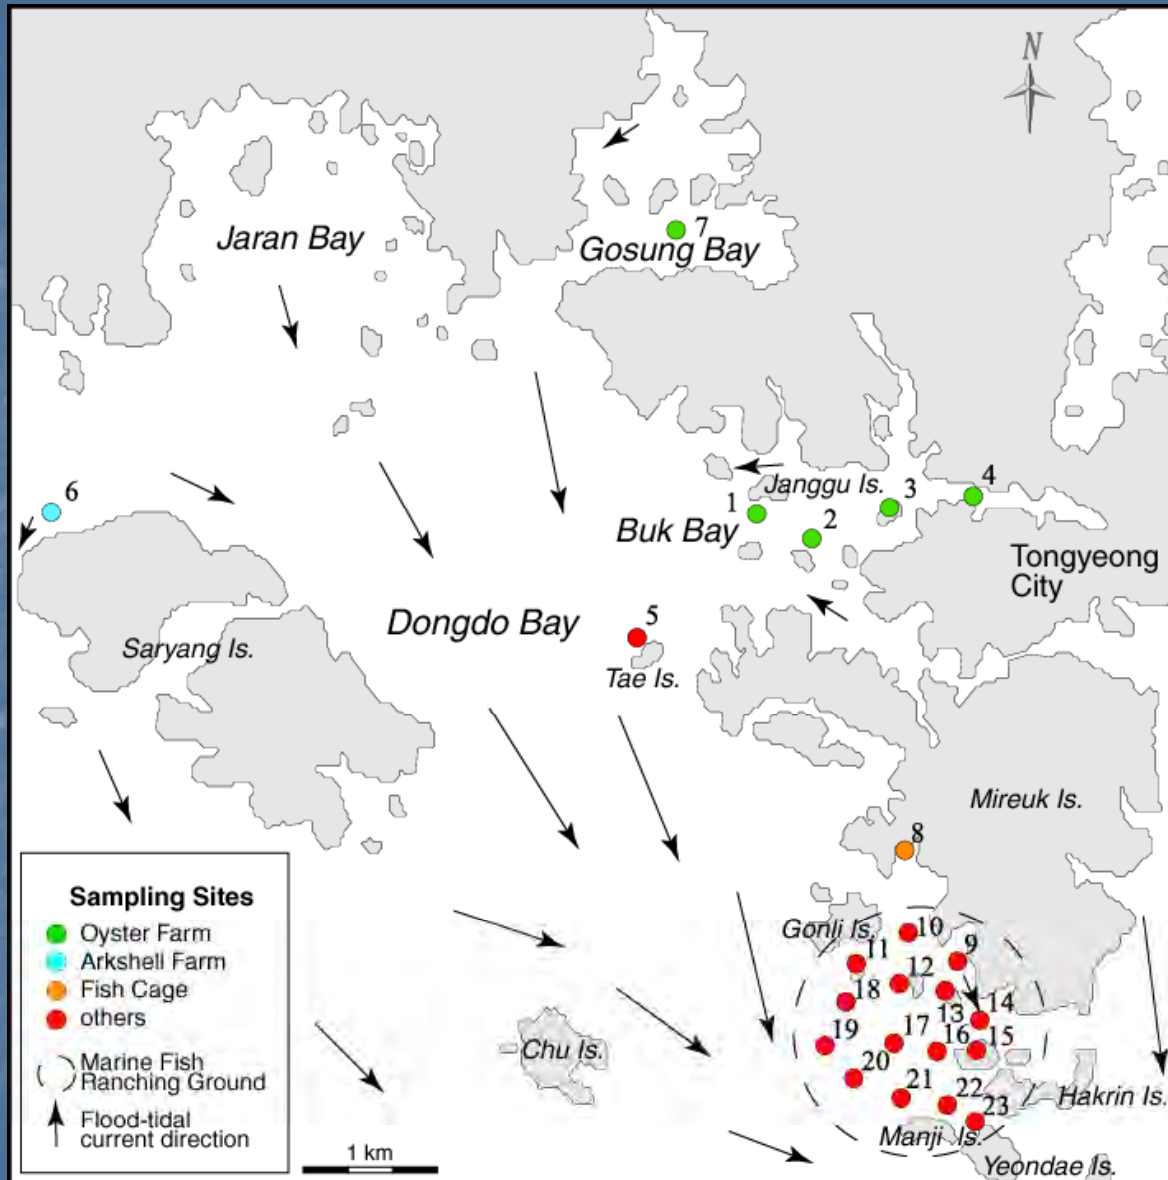 N
7
Jaran Bay
Gosung Bay
6
Janggu Is.
3
4
1
2
Buk Bay
Tongyeong
City
Dongdo Bay
5
Saryang Is.
Tae Is.
Mireuk Is.
8
Sampling Sites
Oyster Farm
Arkshell Farm
Fish Cage
others
Marine Fish
Ranching Ground
Flood-tidal
current direction
1 km
Gonli Is.
10
9
11
12
18
13
14
19
17
16
15
Chu Is.
20
21
22
23
Hakrin Is.
Manji Is.
Yeondae Is.